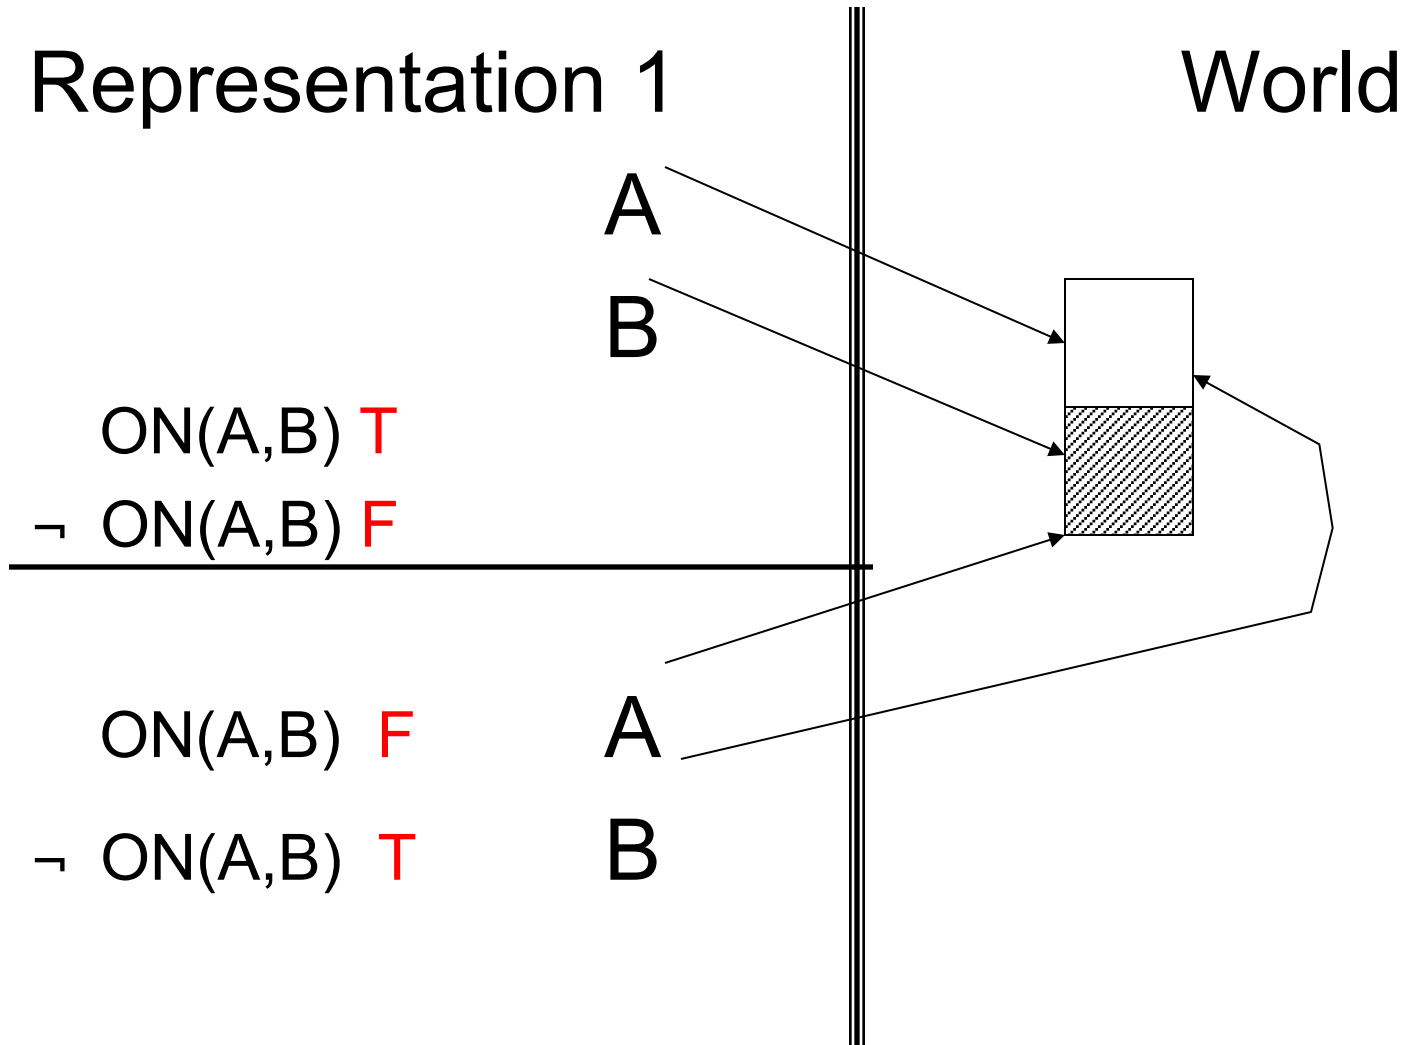 Representation 1
World
A
B
ON(A,B) T
¬ ON(A,B) F
ON(A,B) F
A
¬ ON(A,B) T
B